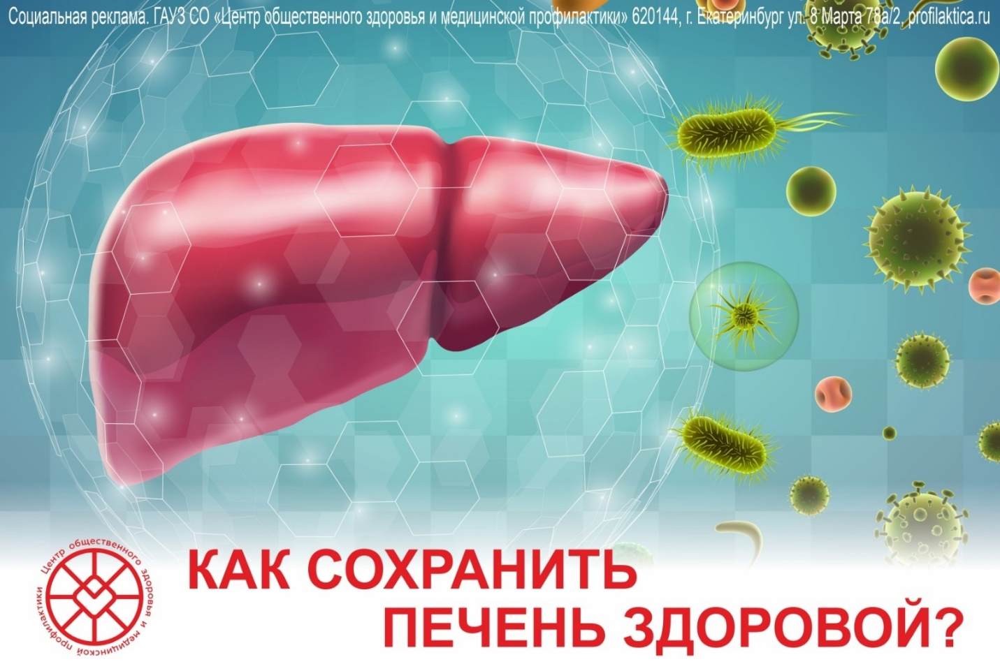 Социальная реклама. ГАУЗ СО «Центр общественного здоровья и медицинской профилактики» 620144, г. Екатеринбург ул. 8 Марта 78а/2, profilaktica.ru
Центр общественного здоровья и медицинской профилактики
КАК СОХРАНИТЬ
ПЕЧЕНЬ ЗДОРОВОЙ?